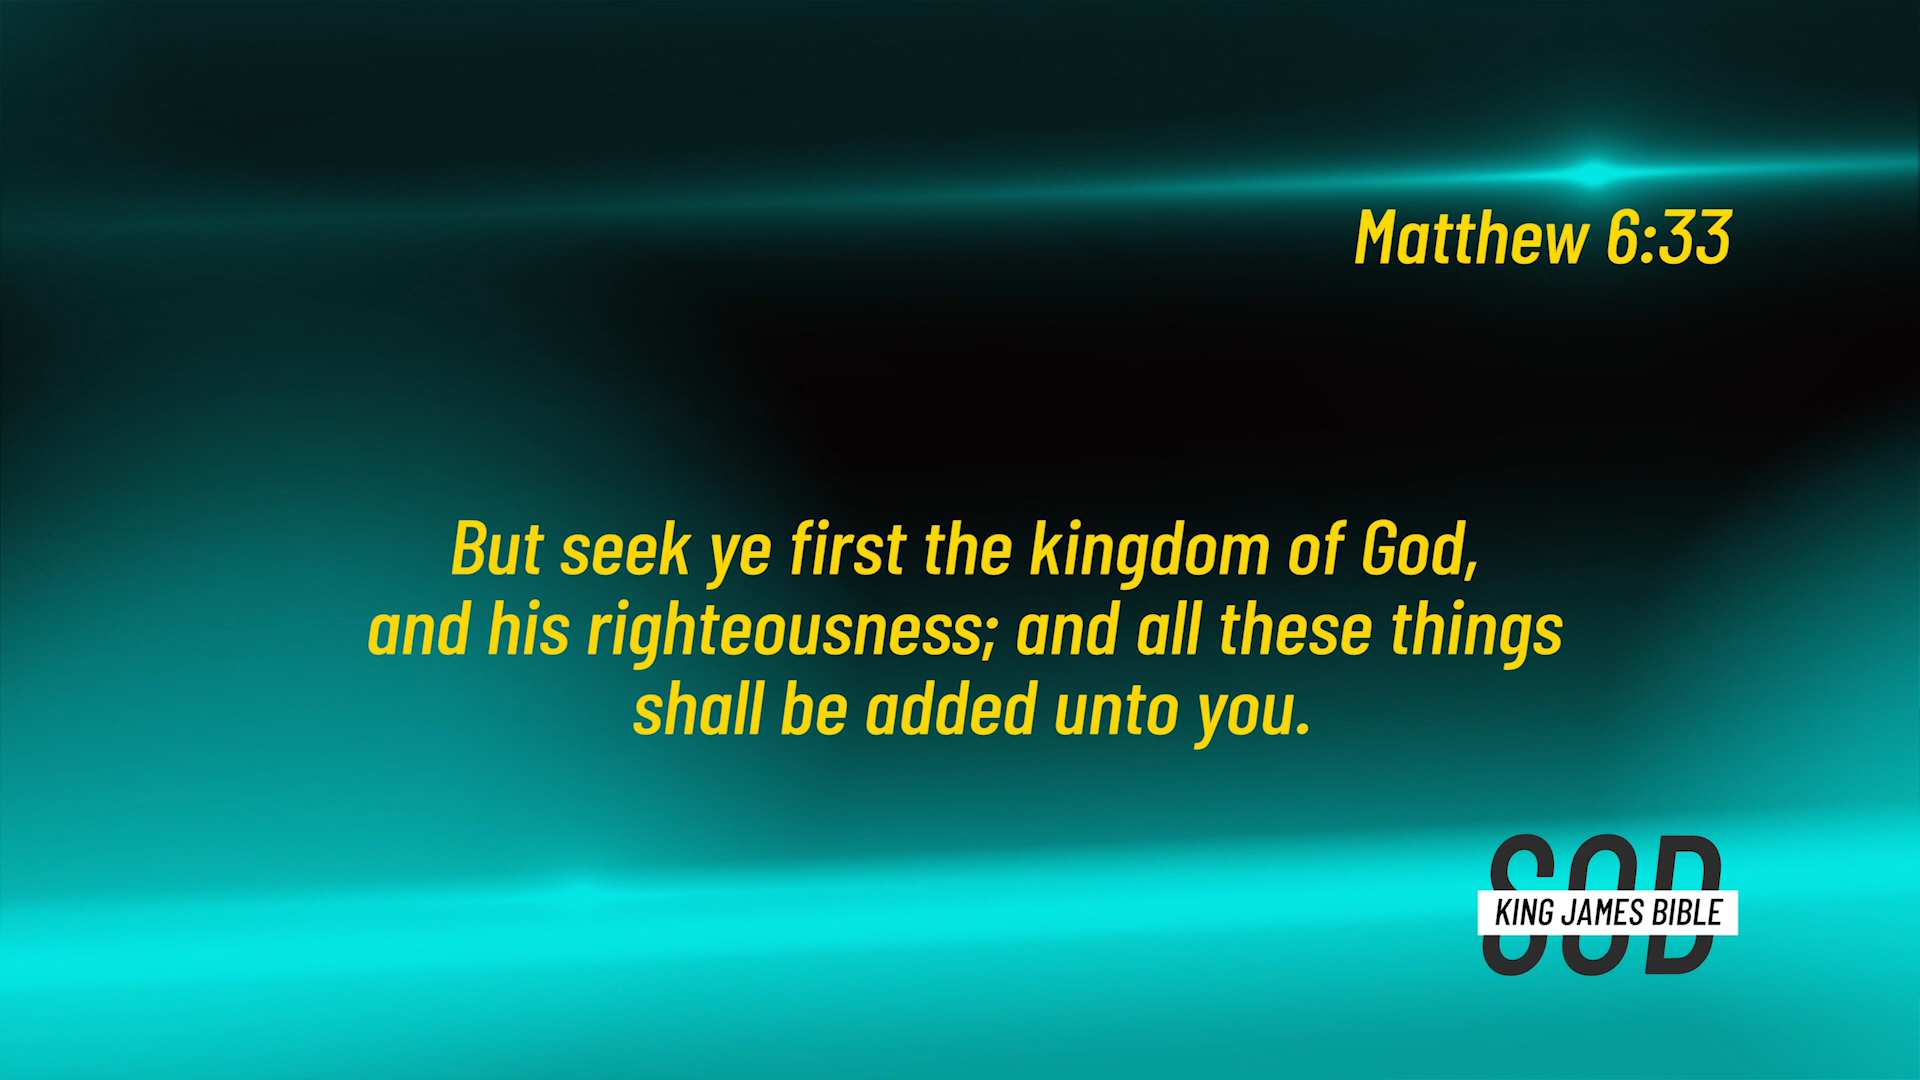 Matthew 6:33
But seek ye first the kingdom of God,
and his righteousness; and all these things
shall be added unto you.
SOD
KING JAMES BIBLE